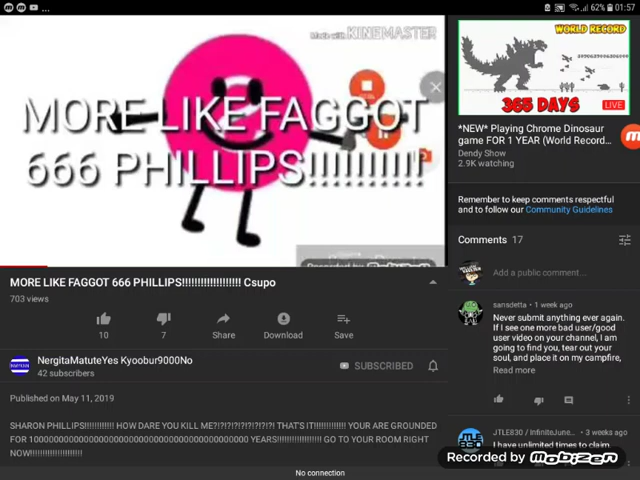 62% 01:57
Made with KINEMASTER
MORE LIKE FAGGOT
666 PHILLIPS!!!!!!!!!!
Recorded by
MORE LIKE FAGGOT 666 PHILLIPS!!!!!!!!!!!!!!!!!!! Csupo
703 views
10
7
Share
Download
Save
NergitaMatuteYes Kyoobur9000No
42 subscribers
SUBSCRIBED
Published on May 11, 2019
SHARON PHILLIPS!!!!!!!!!!! HOW DARE YOU KILL ME?!?!?!?!?!?!?! THAT'S IT!!!!!!!!!!!! YOUR ARE GROUNDED
FOR 1000000000000000000000000000000000000000 YEARS!!!!!!!!!!!!!!! GO TO YOUR ROOM RIGHT
NOW!!!!!!!!!!!!!!!!!!!!
WORLD RECORD
365 DAYS
LIVE
*NEW* Playing Chrome Dinosaur
game FOR 1 YEAR (World Record...
Dendy Show
2.9K watching
Remember to keep comments respectful
and to follow our Community Guidelines
Comments 17
Add a public comment...
sansdetta • 1 week ago
Never submit anything ever again.
If I see one more bad user/good
user video on your channel, I am
going to find you, tear out your
soul, and place it on my campfire,
Read more
JTLE830 / InfiniteJune... • 3 weeks ago
I have unlimited times to claim
Recorded by Mobizen
No connection